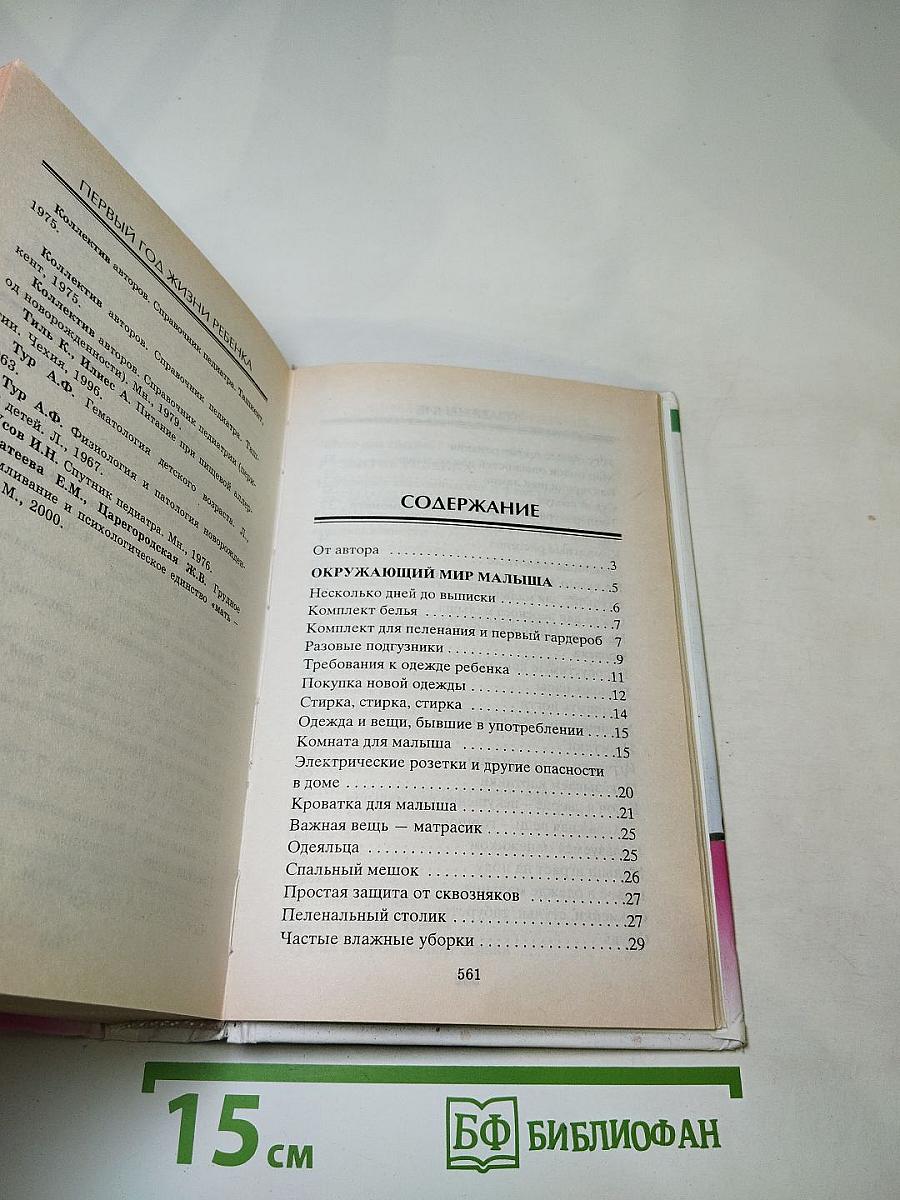 ПЕРВЫЙ ГОД ЖИЗНИ РЕБЕНКА
Коллектив авторов. Справочник педиатра. Ташкент,
1975.
Коллектив авторов. Справочник педиатра. Таш-
кент, 1975.
Коллектив авторов. Справочник педиатрии (пери-
од новорожденности). Мн., 1979.
Тиль К., Илиес А. Питание при пищевой аллер-
гии. Чехия, 1996.
Тур А.Ф. Гематология детского возраста. Л.,
63.
Тур А.Ф. Физиология и патология новорожден-
детей. Л., 1967.
сов И.Н. Спутник педиатра. Мн., 1976.
атеева Е.М., Царегородская Ж.В. Грудное
мливание и психологическое единство «мать –
М., 2000.
СОДЕРЖАНИЕ
От автора ........................3
ОКРУЖАЮЩИЙ МИР МАЛЫША ......5
Несколько дней до выписки ............6
Комплект белья ....................7
Комплект для пеленания и первый гардероб 7
Разовые подгузники .................9
Требования к одежде ребенка ..........11
Покупка новой одежды ..............12
Стирка, стирка, стирка ...............14
Одежда и вещи, бывшие в употреблении ....15
Комната для малыша ...............15
Электрические розетки и другие опасности
в доме ............................20
Кроватка для малыша ...............21
Важная вещь — матрасик .............25
Одеяльца ..........................25
Спальный мешок ....................26
Простая защита от сквозняков ..........27
Пеленальный столик .................27
Частые влажные уборки ..............29
561
15 см
БФ БИБЛИОФАН